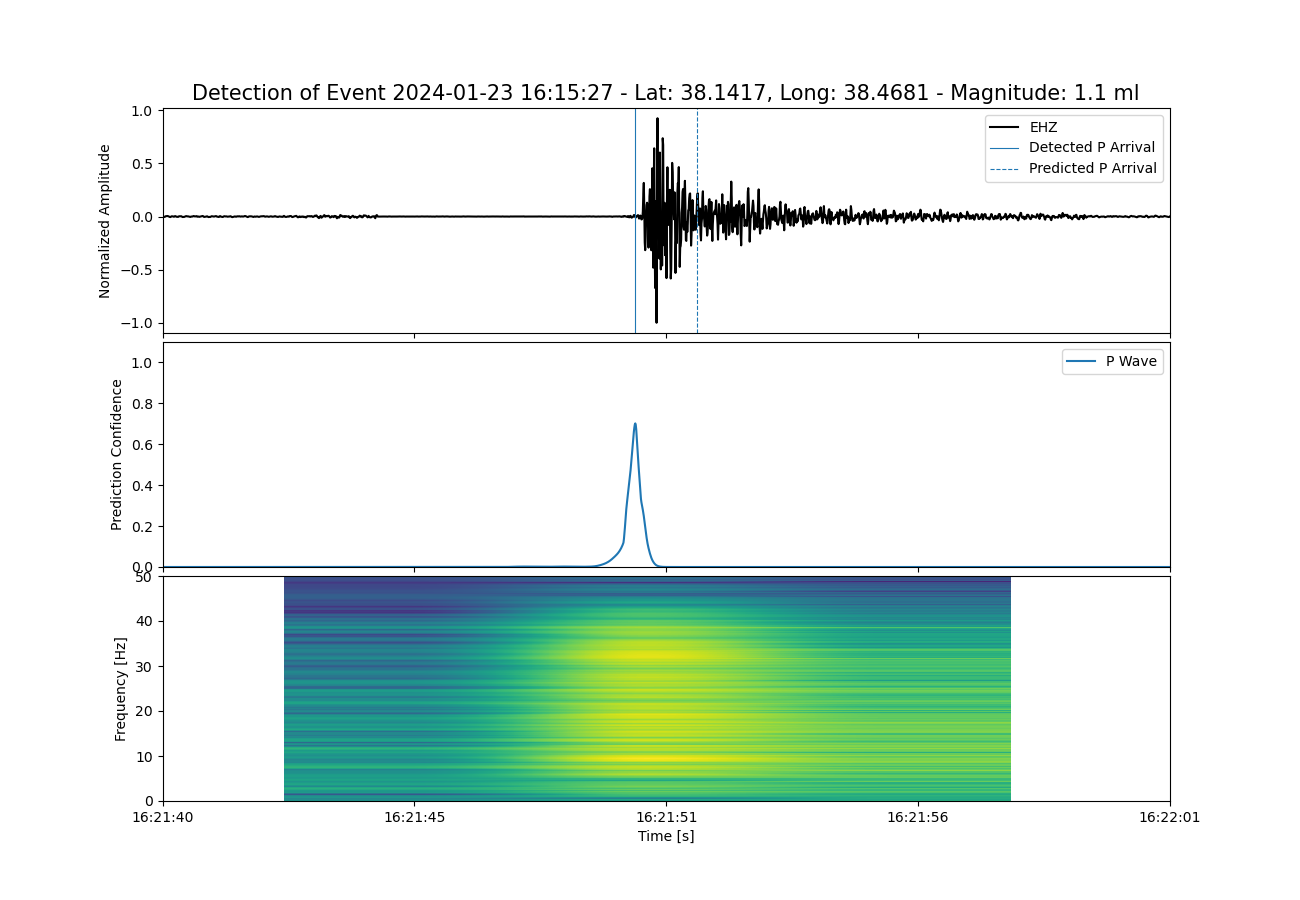 Detection of Event 2024-01-23 16:15:27 - Lat: 38.1417, Long: 38.4681 - Magnitude: 1.1 ml
1.0
0.5
0.0
−0.5
−1.0
Normalized Amplitude
EHZ
Detected P Arrival
Predicted P Arrival
1.0
0.8
0.6
0.4
0.2
0.0
Prediction Confidence
P Wave
50
40
30
20
10
0
Frequency [Hz]
16:21:40
16:21:45
16:21:51
16:21:56
16:22:01
Time [s]